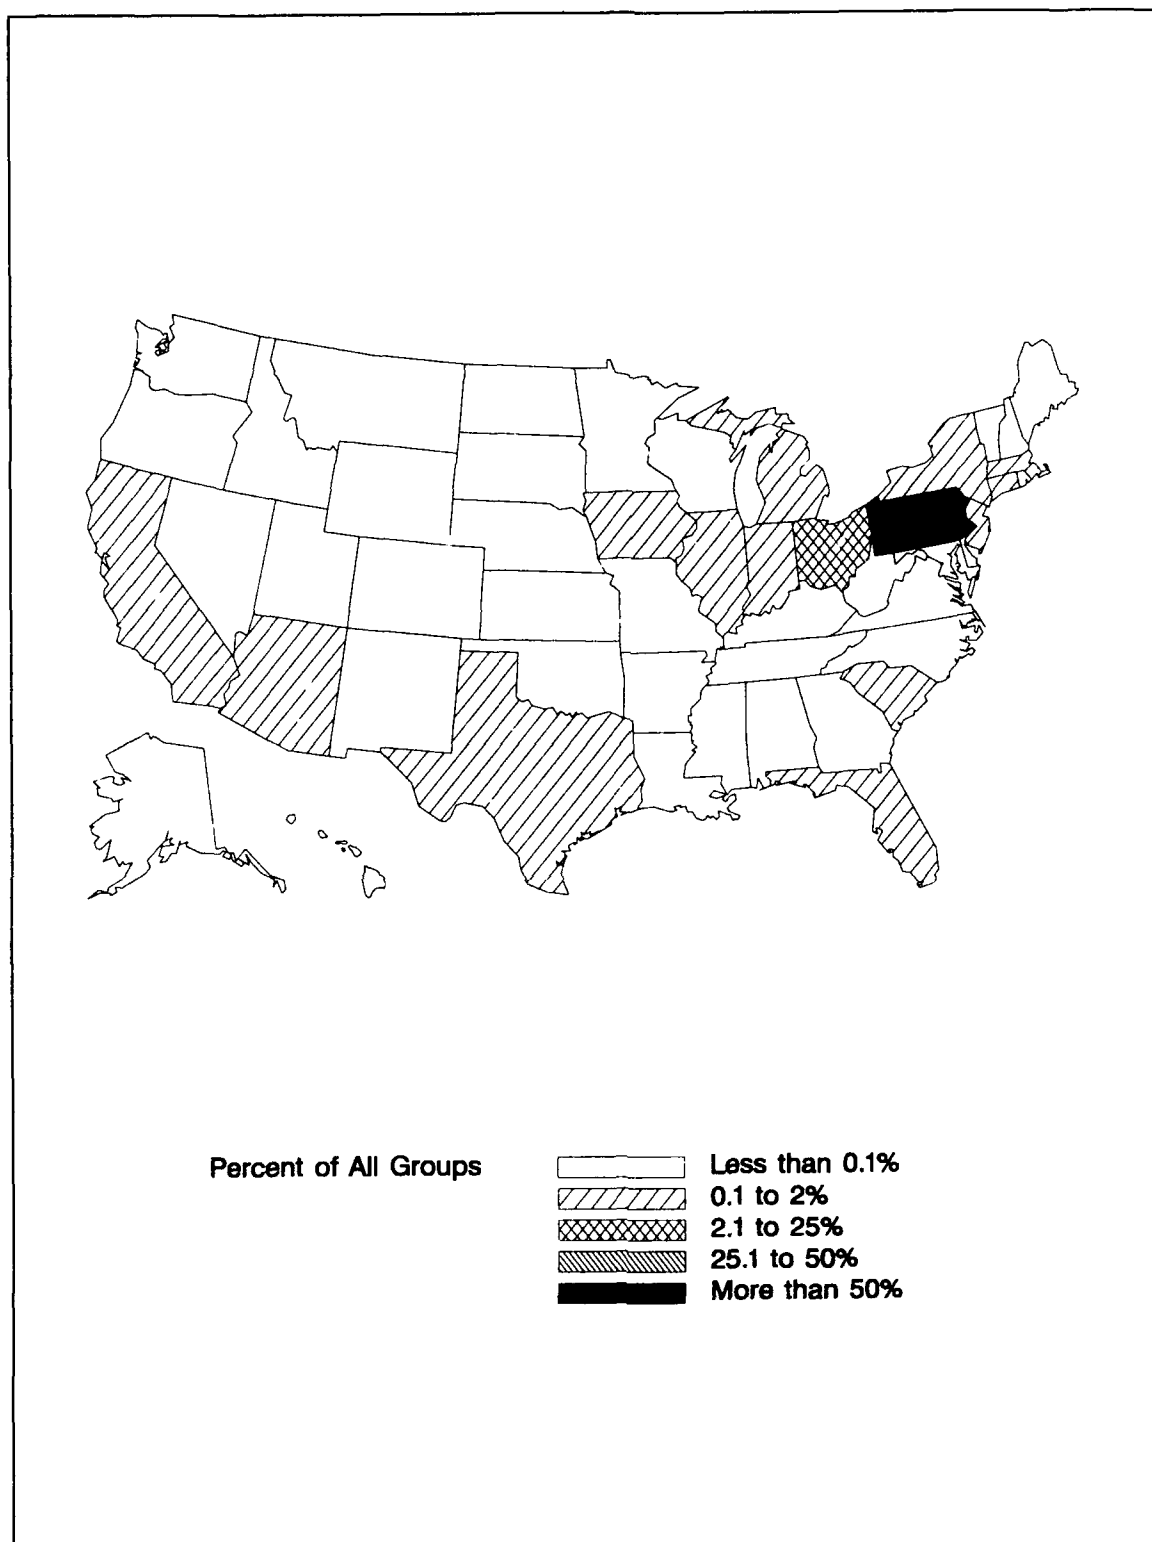 Percent of All Groups
Less than 0.1%
0.1 to 2%
2.1 to 25%
25.1 to 50%
More than 50%